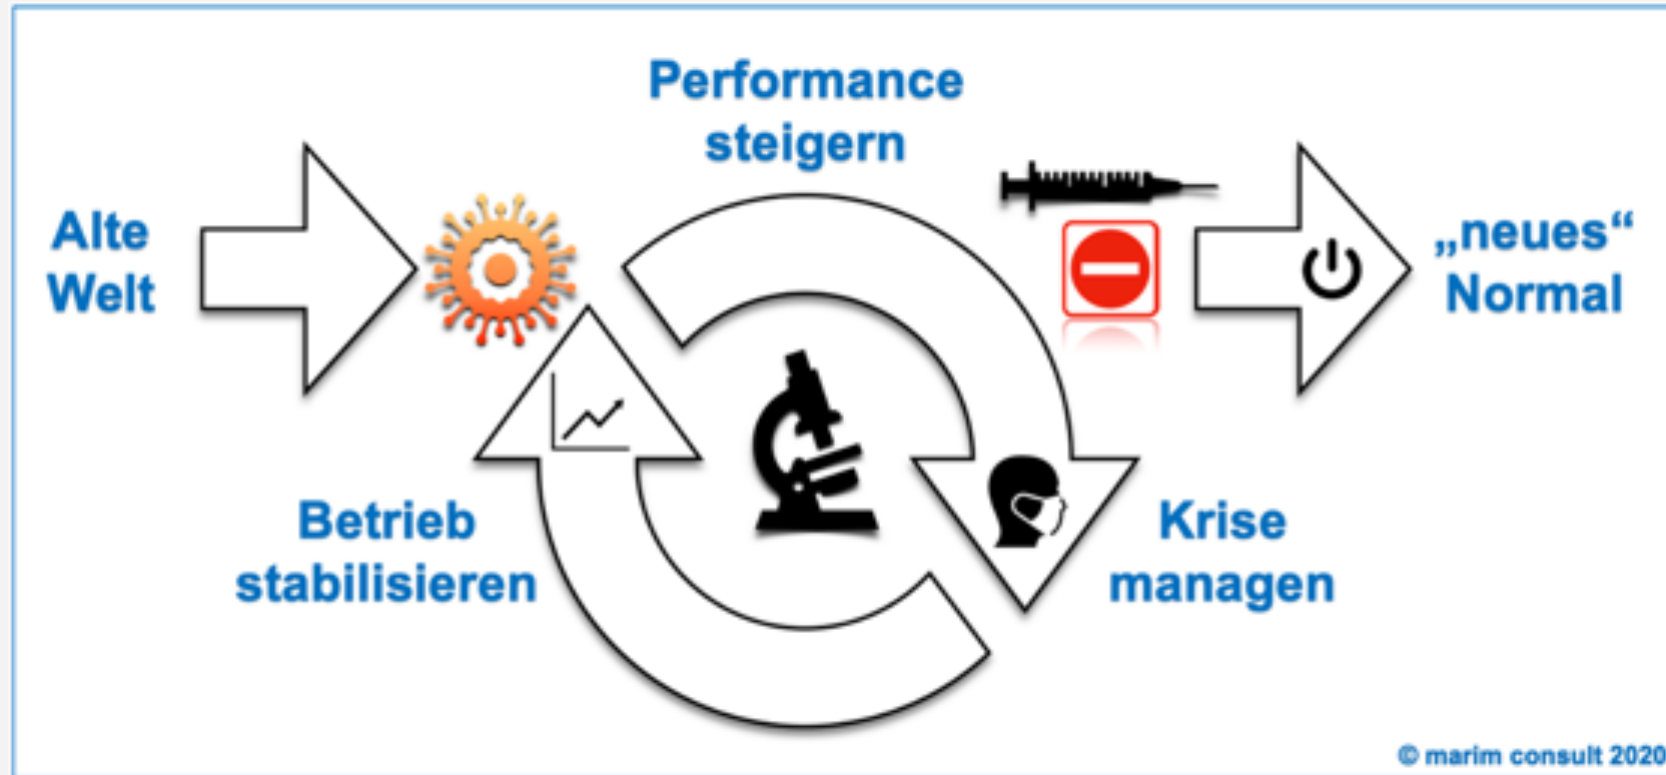 Performance
steigern
Alte
Welt
„neues“
Normal
Betrieb
stabilisieren
Krise
managen
© marim consult 2020